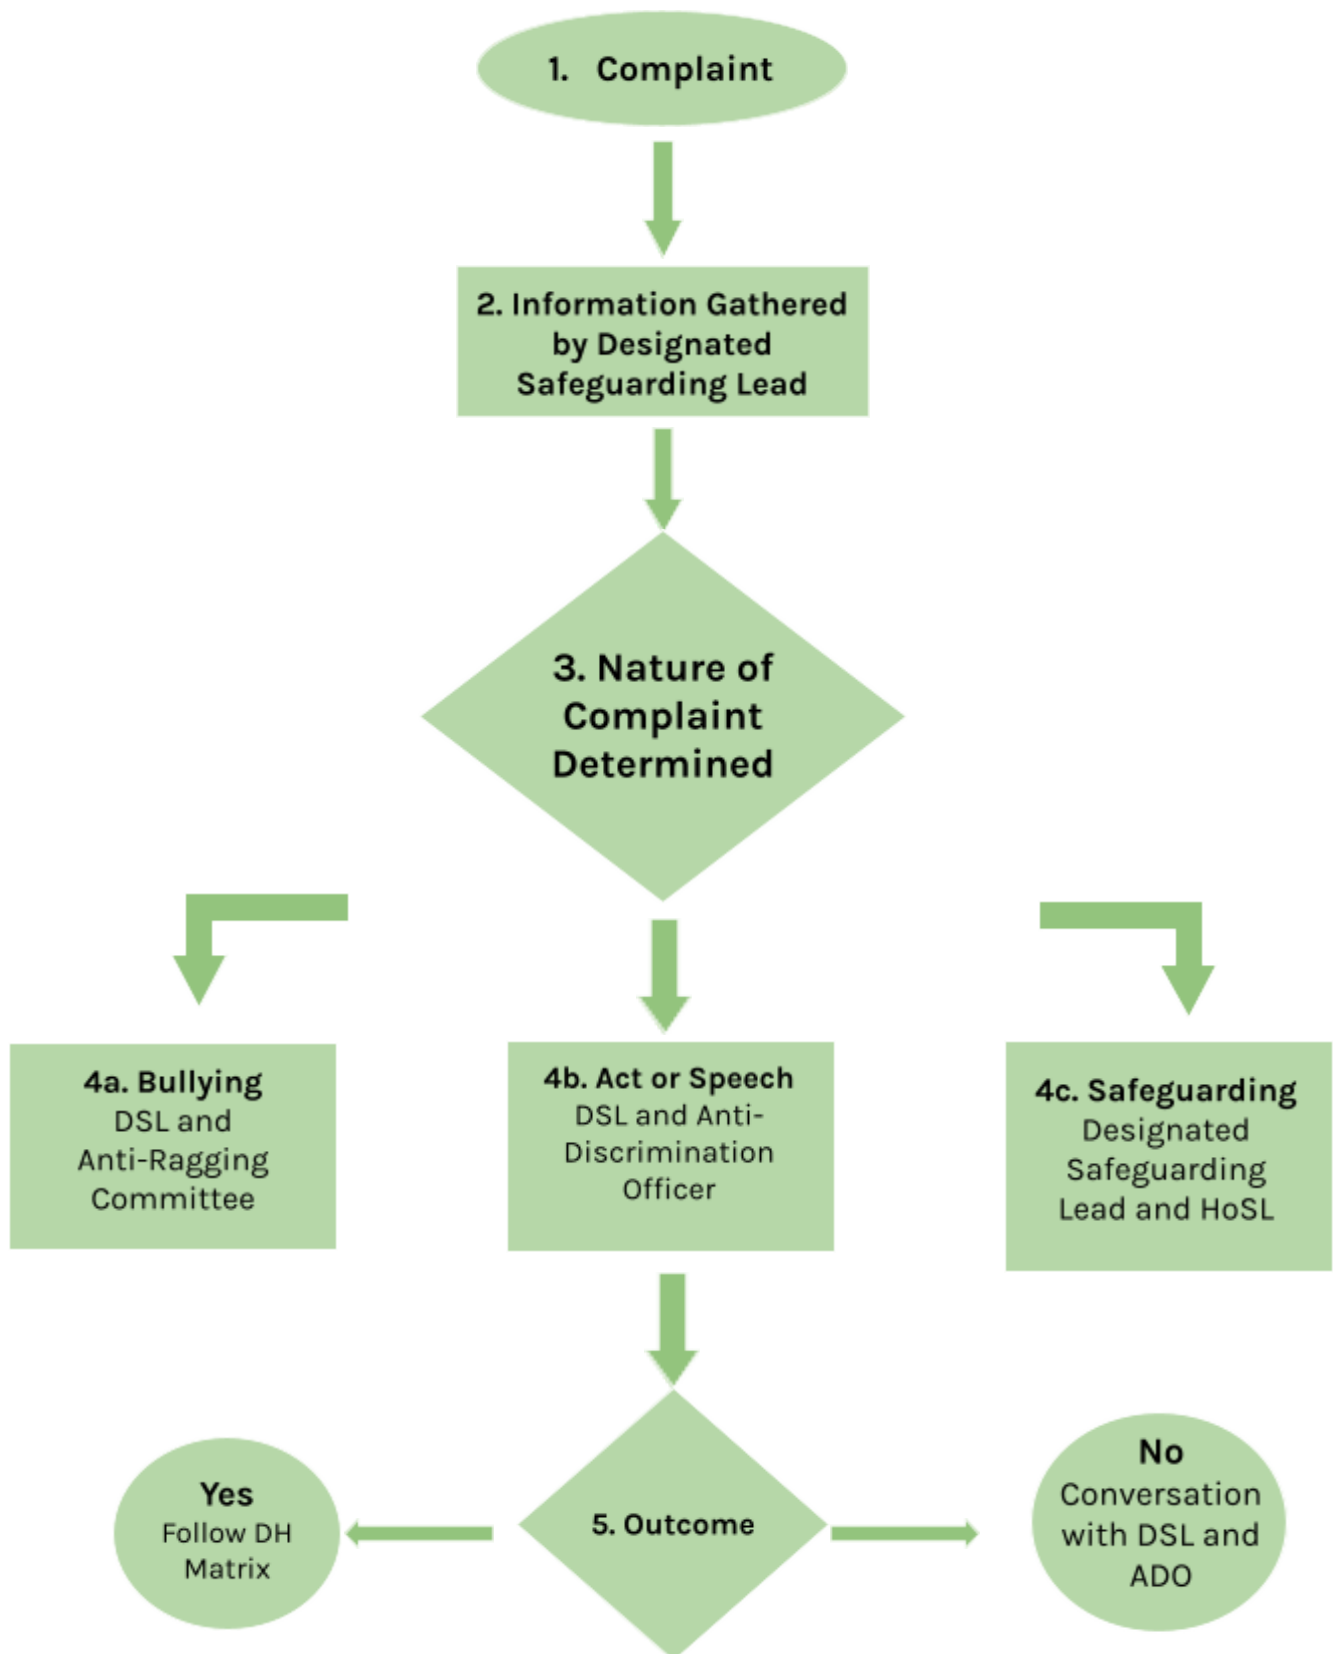 1. Complaint
2. Information Gathered
by Designated
Safeguarding Lead
3. Nature of
Complaint
Determined
4a. Bullying
DSL and
Anti-Ragging
Committee
4b. Act or Speech
DSL and Anti-
Discrimination
Officer
4c. Safeguarding
Designated
Safeguarding
Lead and HoSL
Yes
Follow DH
Matrix
5. Outcome
No
Conversation
with DSL and
ADO